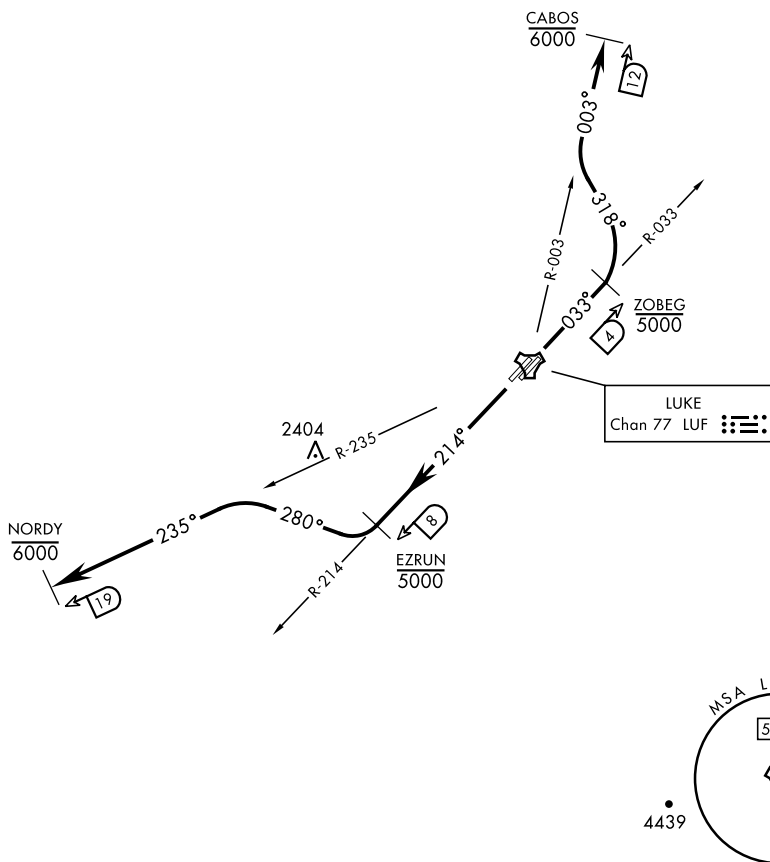 CABOS
6000
12
003°
318°
R-033
R-003
033°
ZOBEG
5000
4
LUKE
Chan 77 LUF
2404
R-235
214°
NORDY
6000
235°
280°
8
EZRUN
5000
19
R-214
MSA L
5
4439